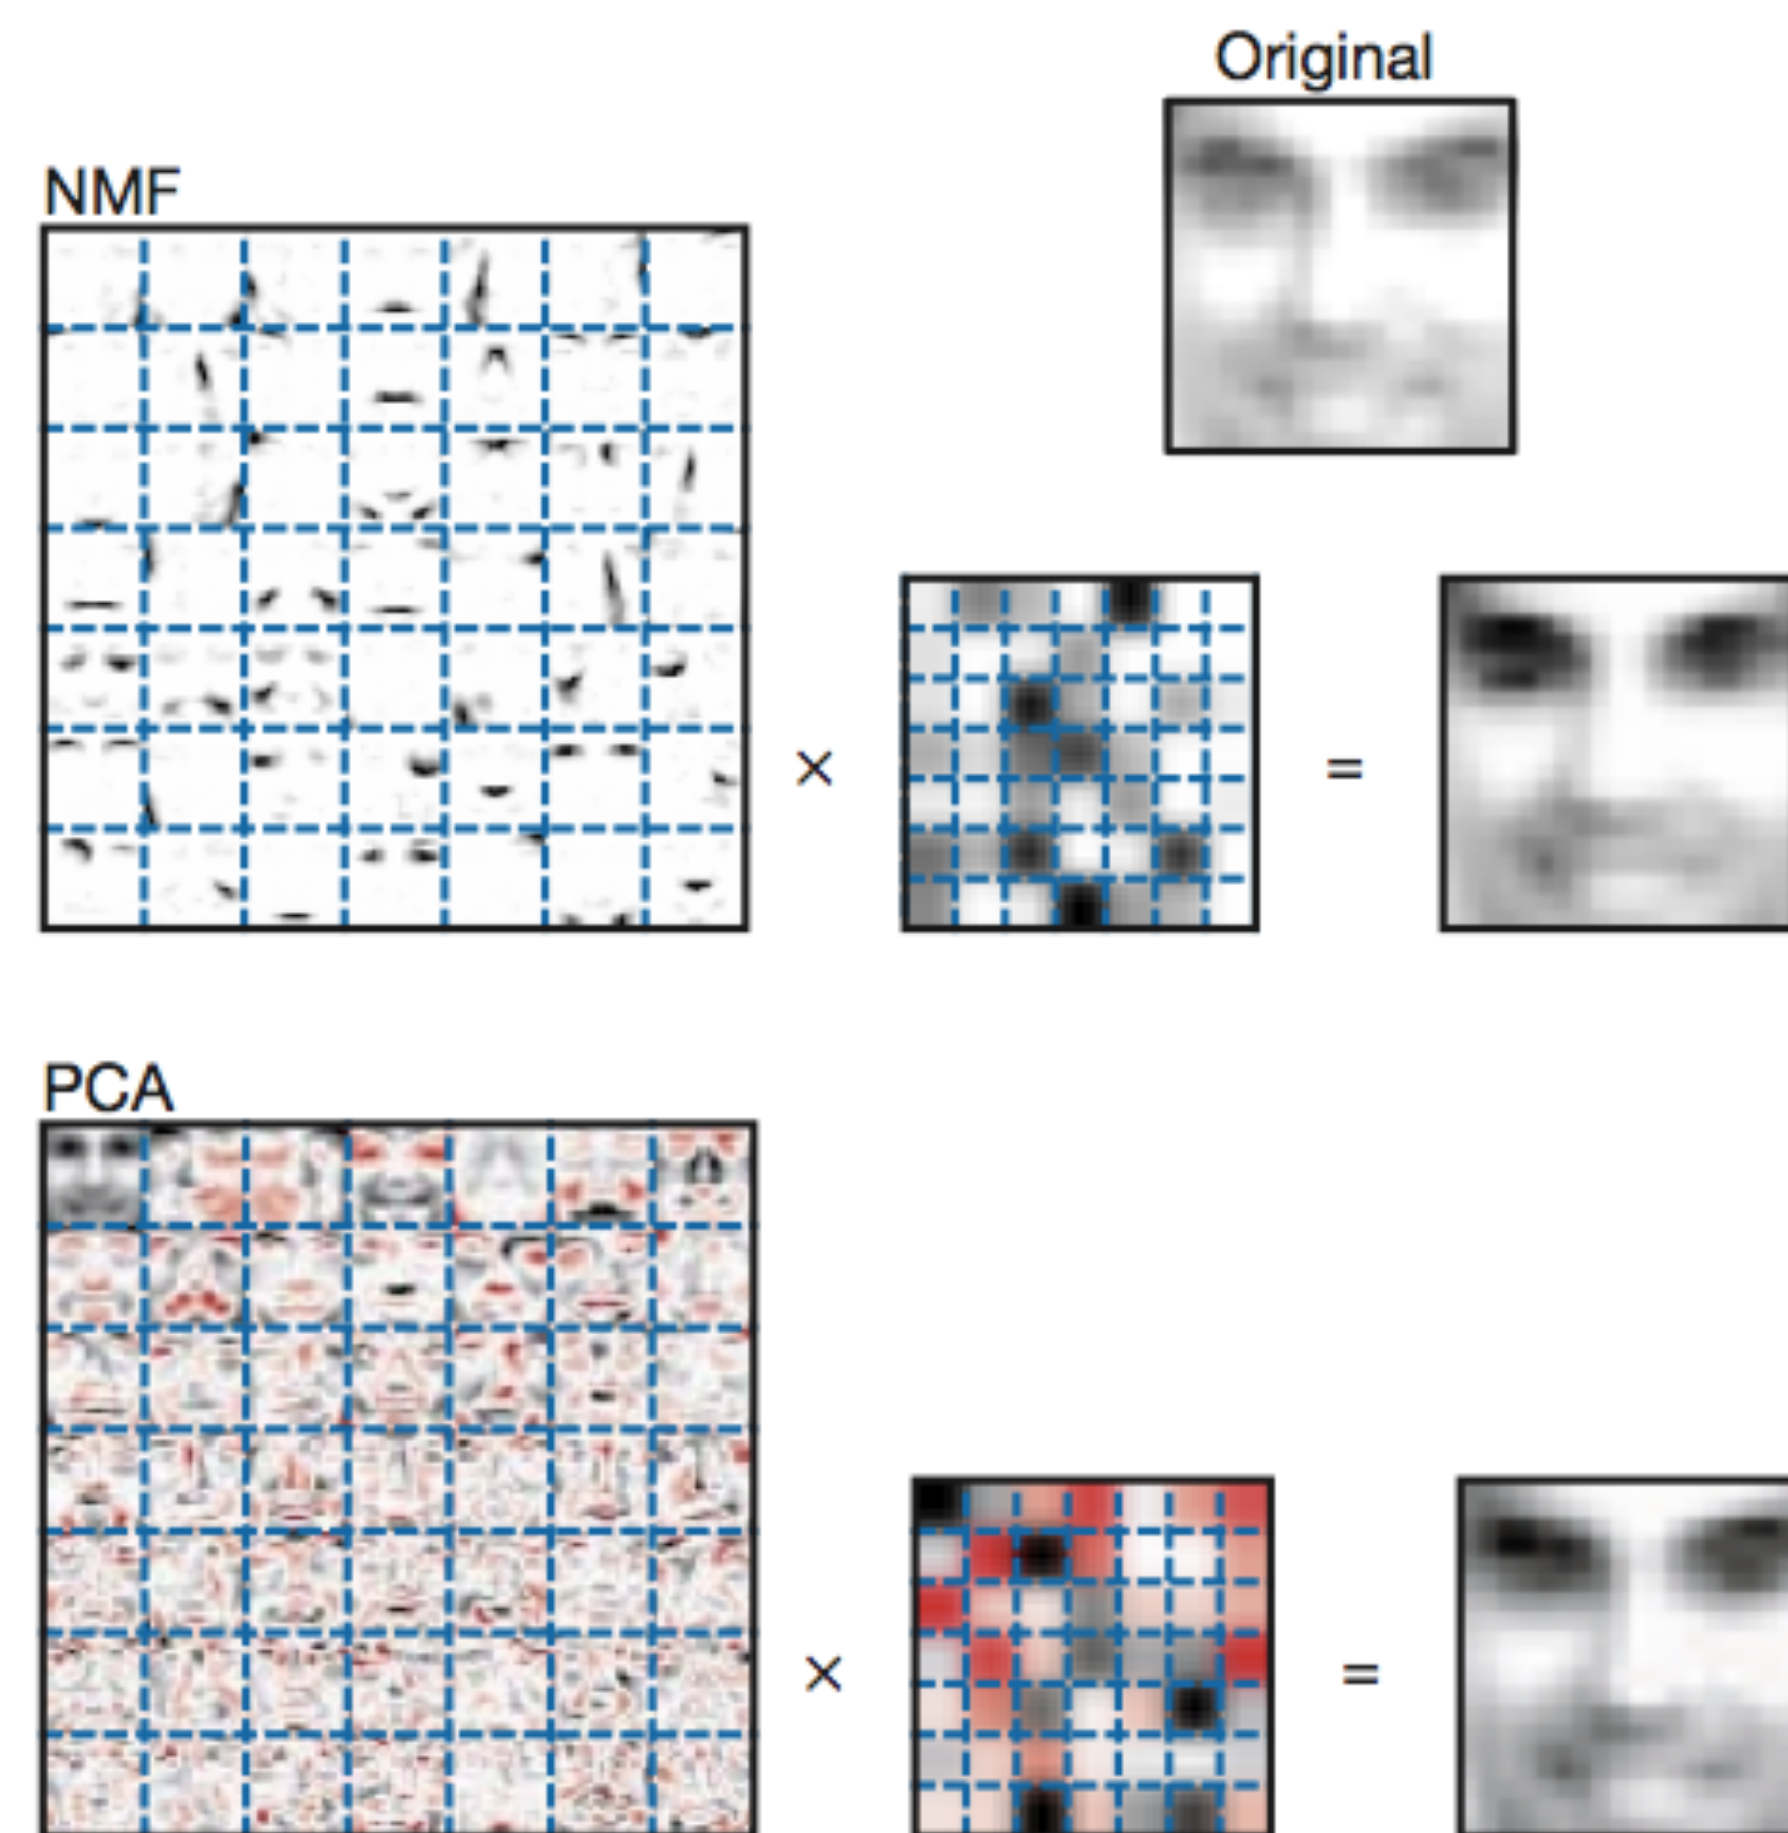 Original
NMF
×
=
PCA
×
=